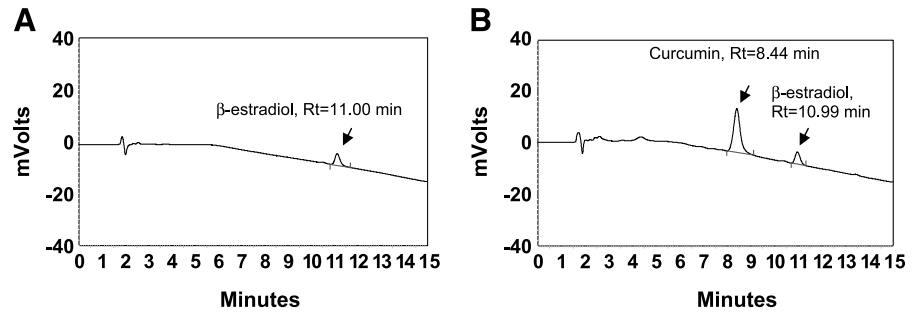 A
40
20
0
-20
-40
mVolts
β-estradiol, Rt=11.00 min
0 1 2 3 4 5 6 7 8 9 10 11 12 13 14 15
Minutes
B
40
20
0
-20
-40
mVolts
Curcumin, Rt=8.44 min
β-estradiol,
Rt=10.99 min
0 1 2 3 4 5 6 7 8 9 10 11 12 13 14 15
Minutes